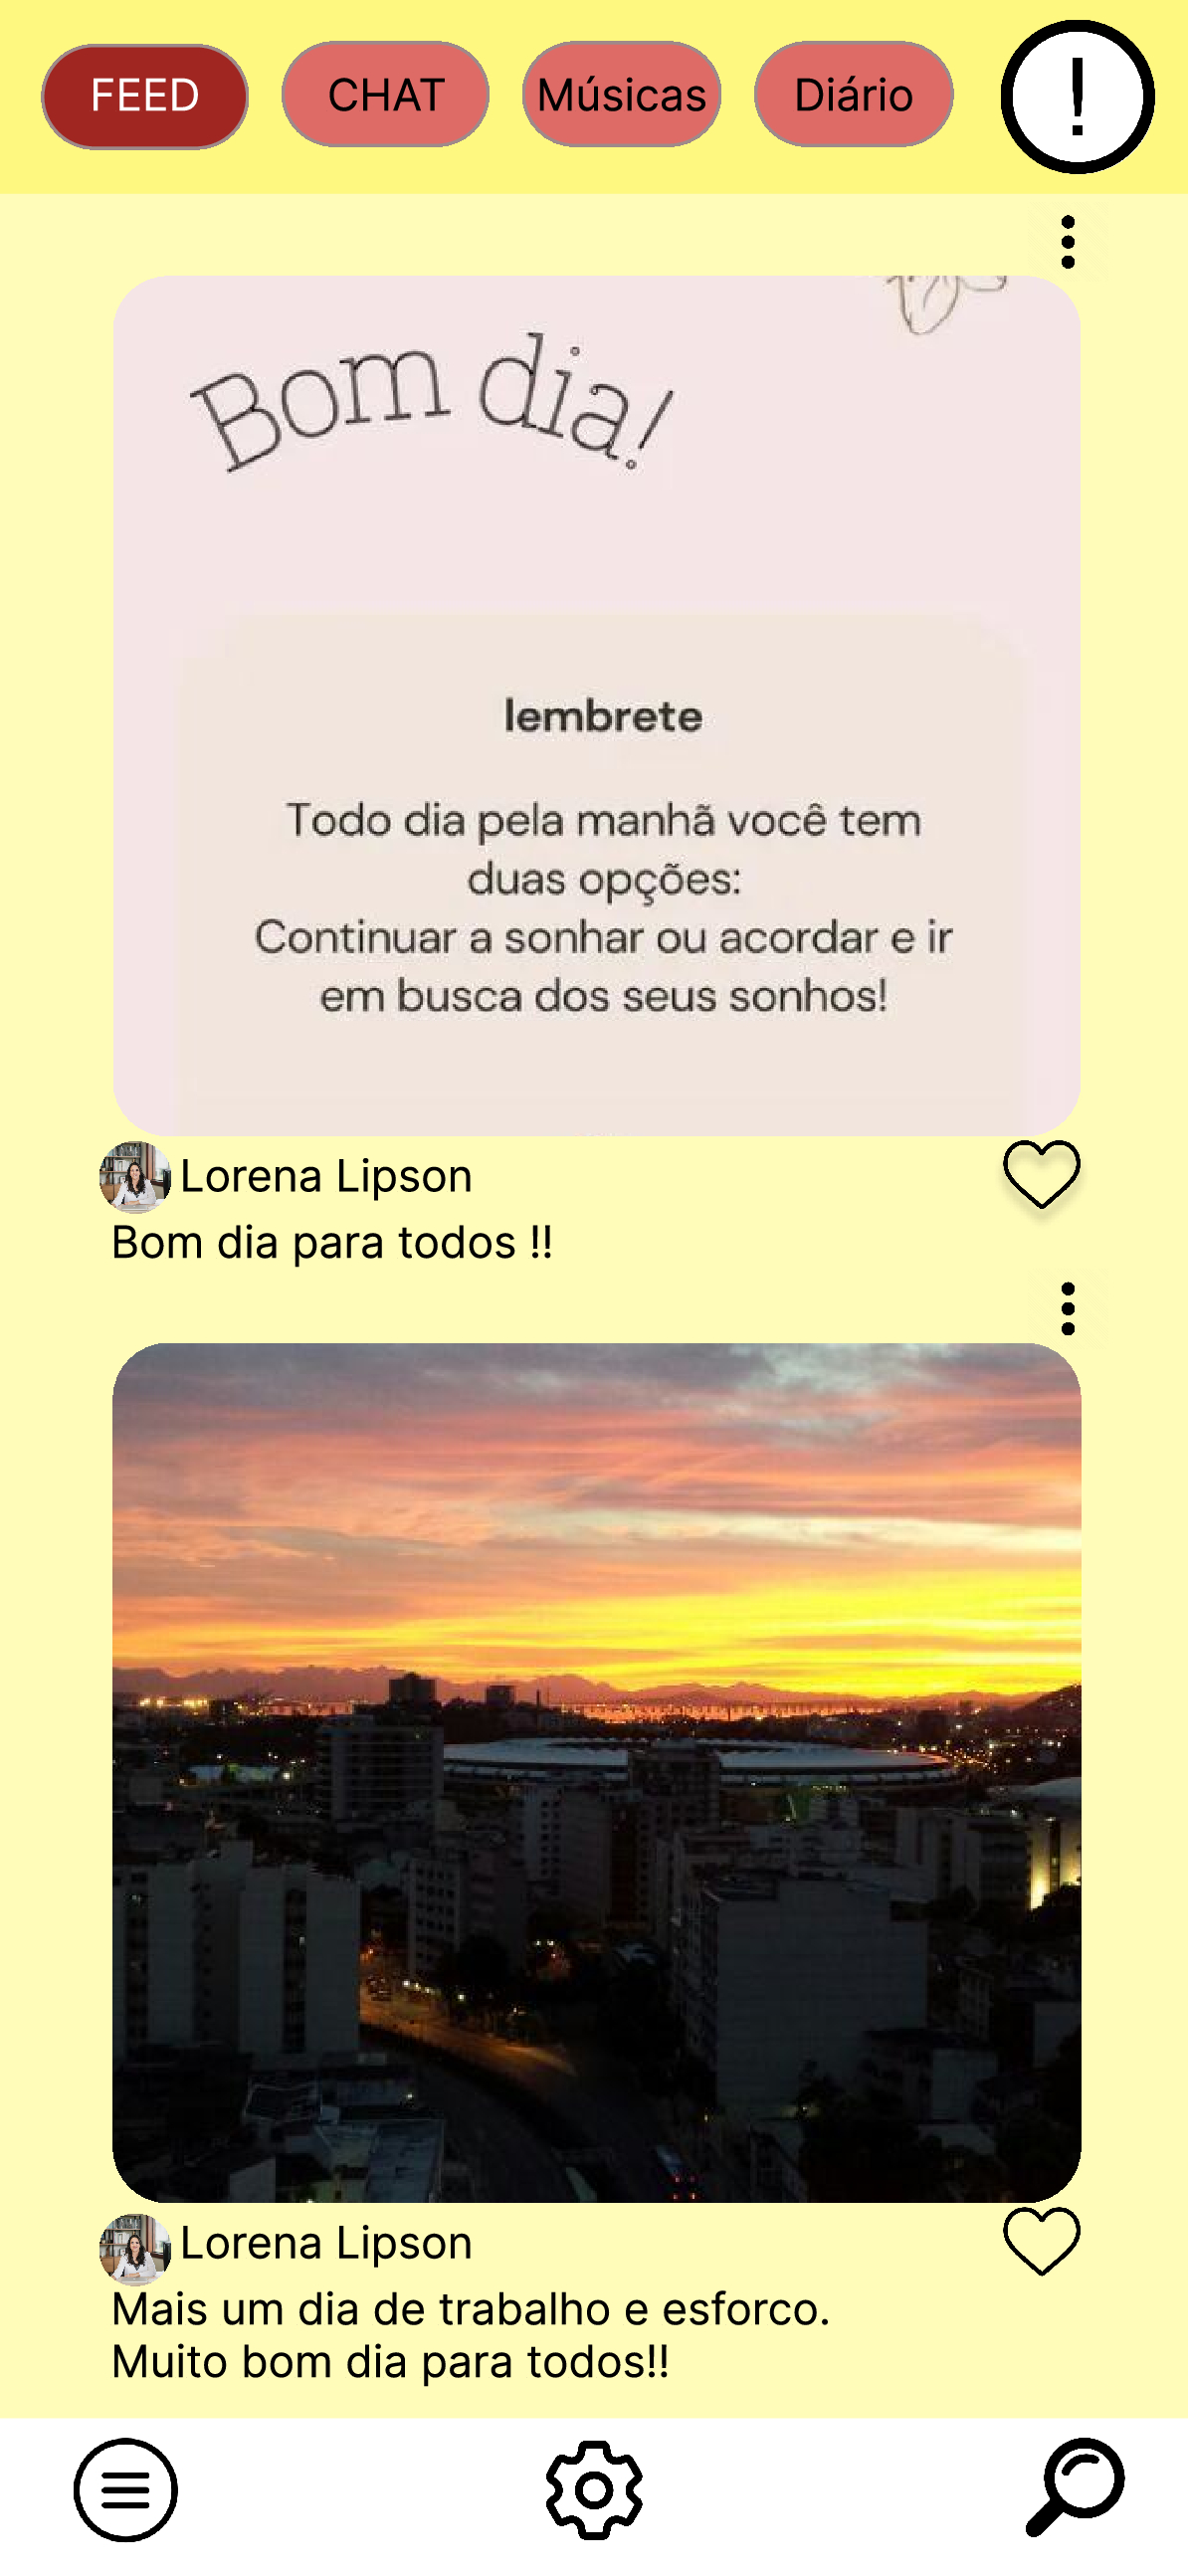 FEED CHAT Músicas Diário !
Bom dia!
lembrete
Todo dia pela manhã você tem
duas opções:
Continuar a sonhar ou acordar e ir
em busca dos seus sonhos!
Lorena Lipson
Bom dia para todos !!
Lorena Lipson
Mais um dia de trabalho e esforco.
Muito bom dia para todos!!